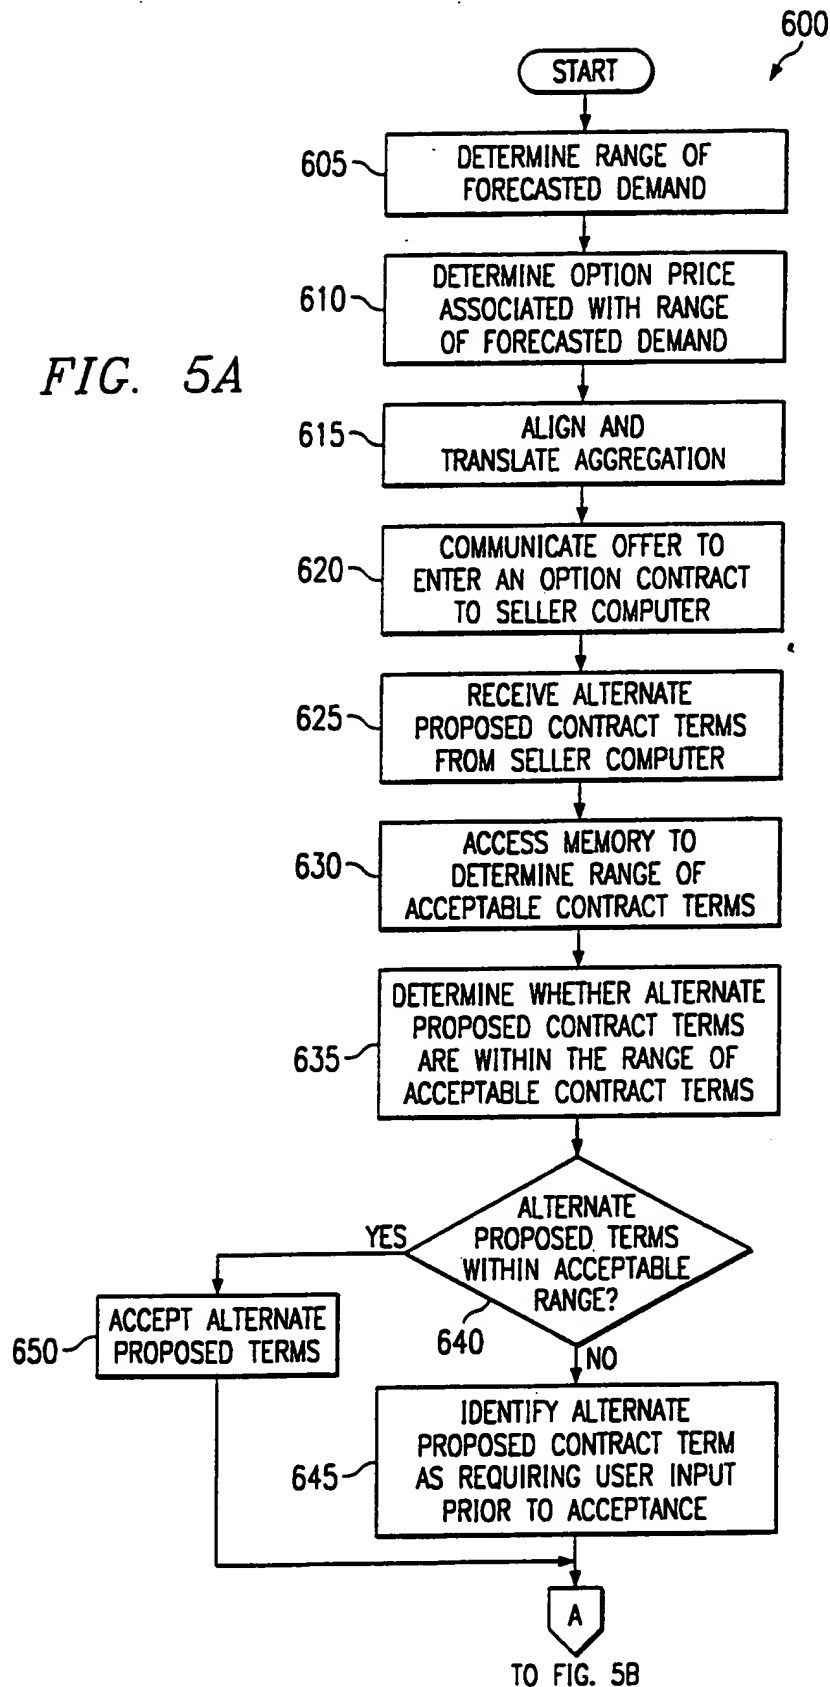 600
START
605
DETERMINE RANGE OF
FORECASTED DEMAND
610
DETERMINE OPTION PRICE
ASSOCIATED WITH RANGE
OF FORECASTED DEMAND
FIG. 5A
615
ALIGN AND
TRANSLATE AGGREGATION
620
COMMUNICATE OFFER TO
ENTER AN OPTION CONTRACT
TO SELLER COMPUTER
625
RECEIVE ALTERNATE
PROPOSED CONTRACT TERMS
FROM SELLER COMPUTER
630
ACCESS MEMORY TO
DETERMINE RANGE OF
ACCEPTABLE CONTRACT TERMS
635
DETERMINE WHETHER ALTERNATE
PROPOSED CONTRACT TERMS
ARE WITHIN THE RANGE OF
ACCEPTABLE CONTRACT TERMS
ALTERNATE
PROPOSED TERMS
WITHIN ACCEPTABLE
RANGE?
YES
640
NO
650
ACCEPT ALTERNATE
PROPOSED TERMS
645
IDENTIFY ALTERNATE
PROPOSED CONTRACT TERM
AS REQUIRING USER INPUT
PRIOR TO ACCEPTANCE
A
TO FIG. 5B